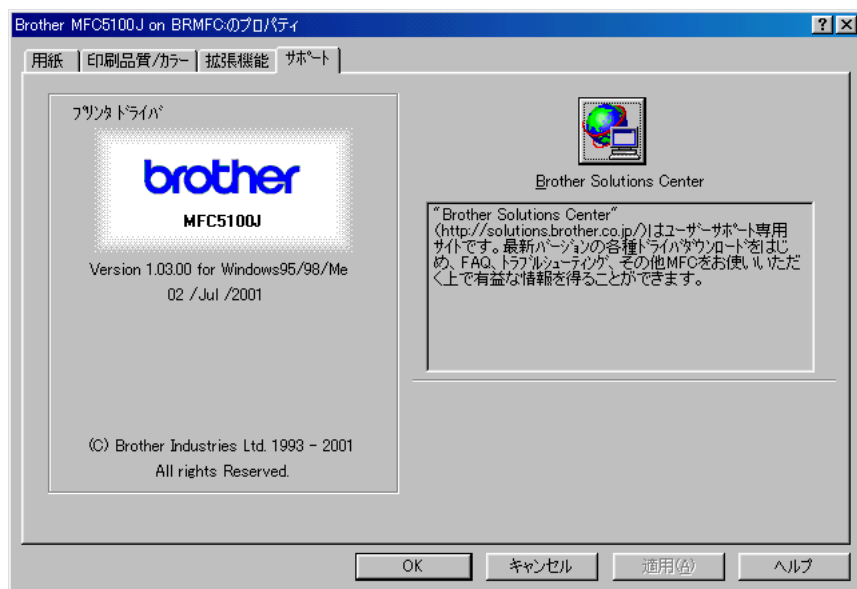 Brother MFC5100J on BRMFC:のプロパティ
用紙
印刷品質/カラー
拡張機能
サポート
プリンタドライバ
brother
MFC5100J
Version 1.03.00 for Windows95/98/Me
02 /Jul /2001
(C) Brother Industries Ltd. 1993 - 2001
All rights Reserved.
Brother Solutions Center
"Brother Solutions Center"
(http://solutions.brother.co.jp/)はユーザーサポート専用
サイトです。最新バージョンの各種ドライバダウンロードをはじ
め、FAQ、トラブルシューティング、その他MFCをお使いいただ
く上で有益な情報を得ることができます。
OK
キャンセル
適用(A)
ヘルプ